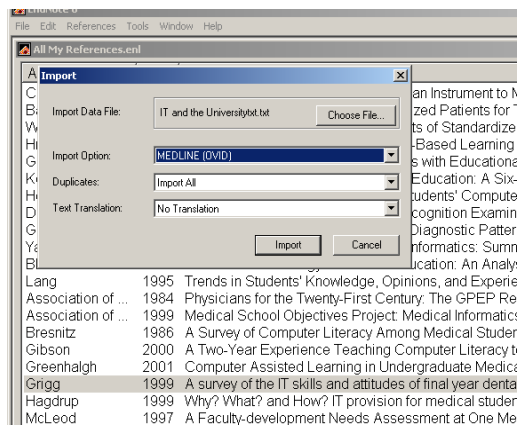 EndNote 8
File Edit References Tools Window Help
All My References.enl
Import
Import Data File: IT and the Universitytxt.txt Choose File...
Import Option: MEDLINE (OVID)
Duplicates: Import All
Text Translation: No Translation
Import Cancel
an Instrument to M
zed Patients for T
ts of Standardize
-Based Learning
s with Educationa
Education: A Six-
tudents' Compute
cognition Examin
Diagnostic Patter
nformatics: Summ
ucation: An Analys
Lang 1995 Trends in Students' Knowledge, Opinions, and Experie
Association of ... 1984 Physicians for the Twenty-First Century: The GPEP Re
Association of ... 1999 Medical School Objectives Project: Medical Informatics
Bresnitz 1986 A Survey of Computer Literacy Among Medical Studen
Gibson 2000 A Two-Year Experience Teaching Computer Literacy t
Greenhalgh 2001 Computer Assisted Learning in Undergraduate Medica
Grigg 1999 A survey of the IT skills and attitudes of final year denta
Hagdrup 1999 Why? What? and How? IT provision for medical studen
McLeod 1997 A Faculty-development Needs Assessment at One Me